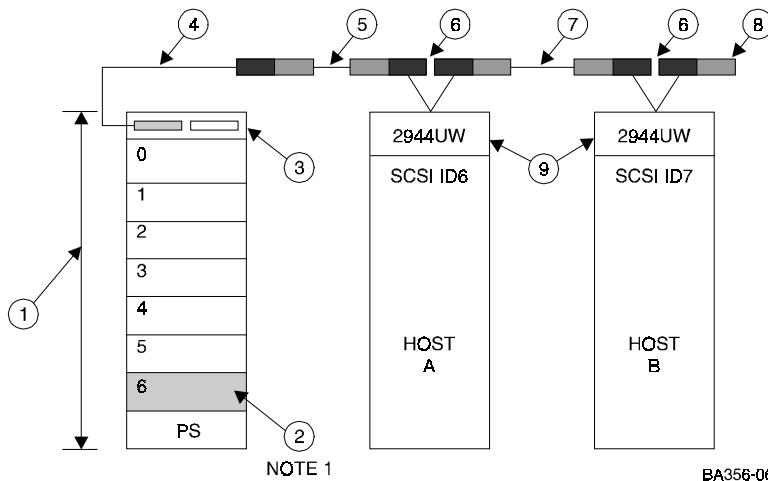 4 5 6 7 6 8
2944UW 2944UW
3
9
0
SCSI ID6 SCSI ID7
1
2
3
1
4
HOST HOST
A B
5
6
PS
2
NOTE 1
BA356-06